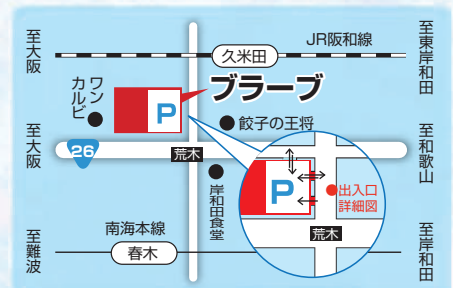 至大阪
JR阪和線
久米田
至東岸和田
ワン
カルビ
P
ブラーブ
餃子の王将
至大阪
26
荒木
至和歌山
岸和田食堂
P
出入口
詳細図
荒木
南海本線
春木
至難波
至岸和田